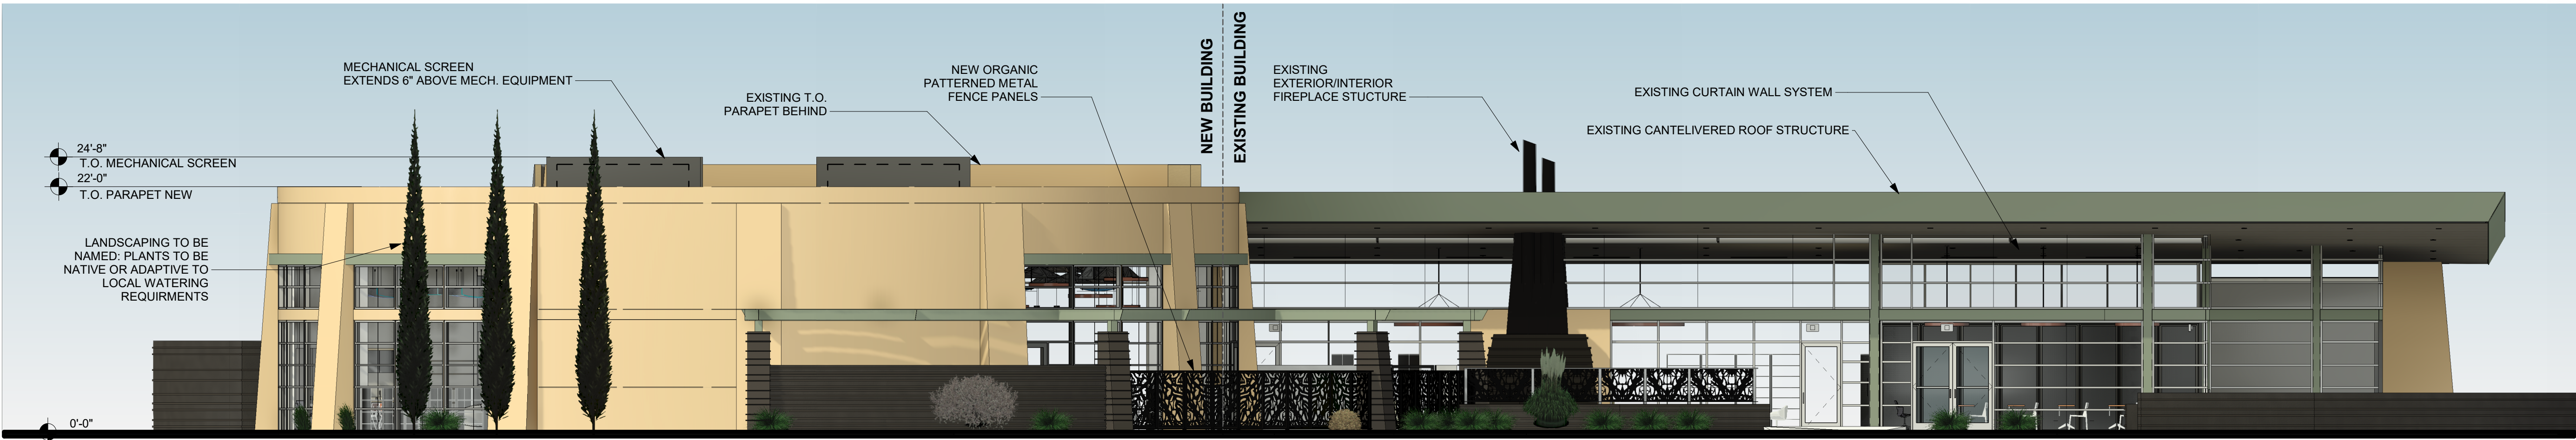 MECHANICAL SCREEN
EXTENDS 6" ABOVE MECH. EQUIPMENT
EXISTING T.O.
PARAPET BEHIND
NEW ORGANIC
PATTERNED METAL
FENCE PANELS
NEW BUILDING
EXISTING BUILDING
EXISTING
EXTERIOR/INTERIOR
FIREPLACE STUCTURE
EXISTING CURTAIN WALL SYSTEM
EXISTING CANTELIVERED ROOF STRUCTURE
24'-8"
T.O. MECHANICAL SCREEN
22'-0"
T.O. PARAPET NEW
LANDSCAPING TO BE
NAMED: PLANTS TO BE
NATIVE OR ADAPTIVE TO
LOCAL WATERING
REQUIRMENTS
0'-0"